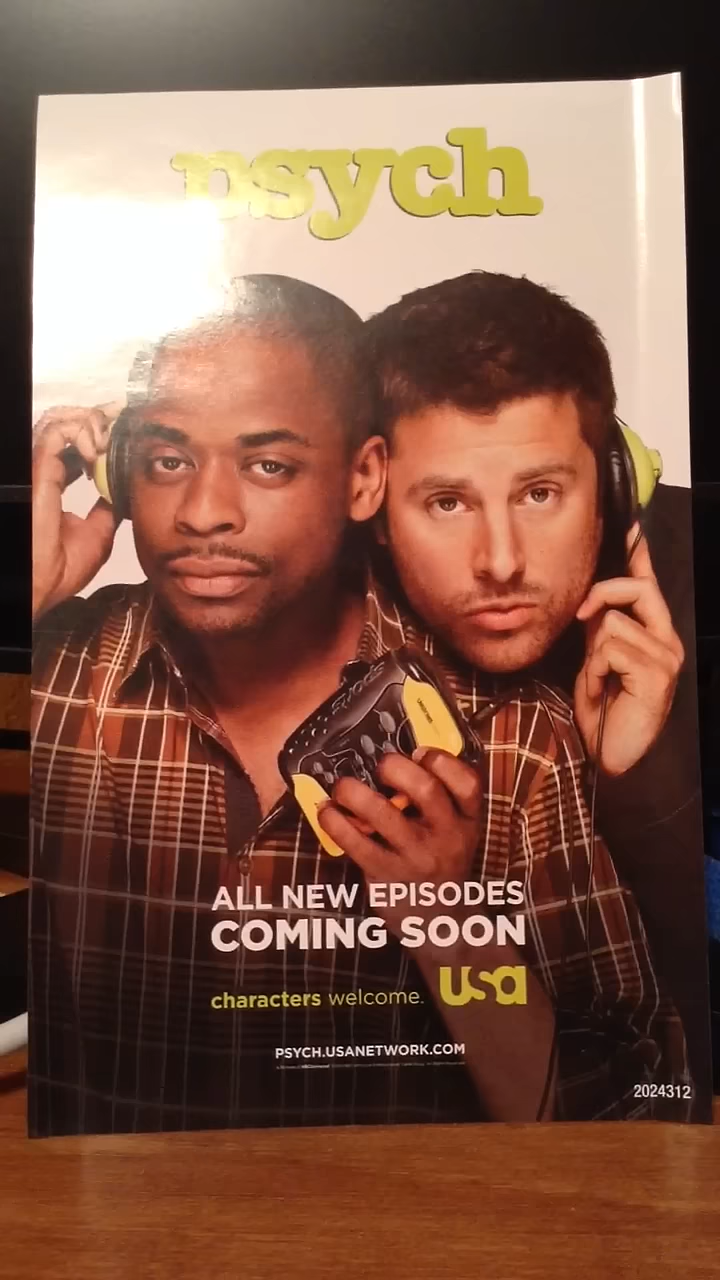 psych
ALL NEW EPISODES
COMING SOON
characters welcome. usa
PSYCH.USANETWORK.COM
2024312